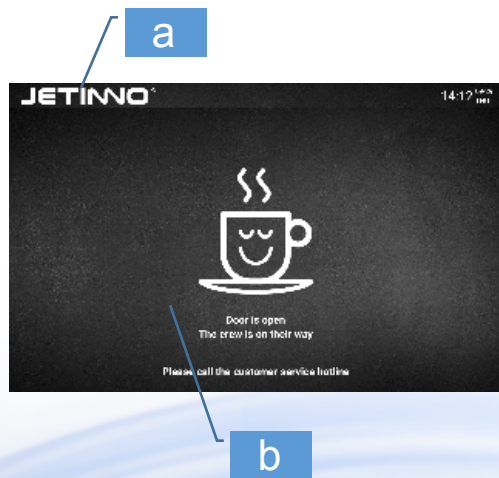 a
JETINNO
14:12
Door is open
The crew is on their way
Please call the customer service hotline
b